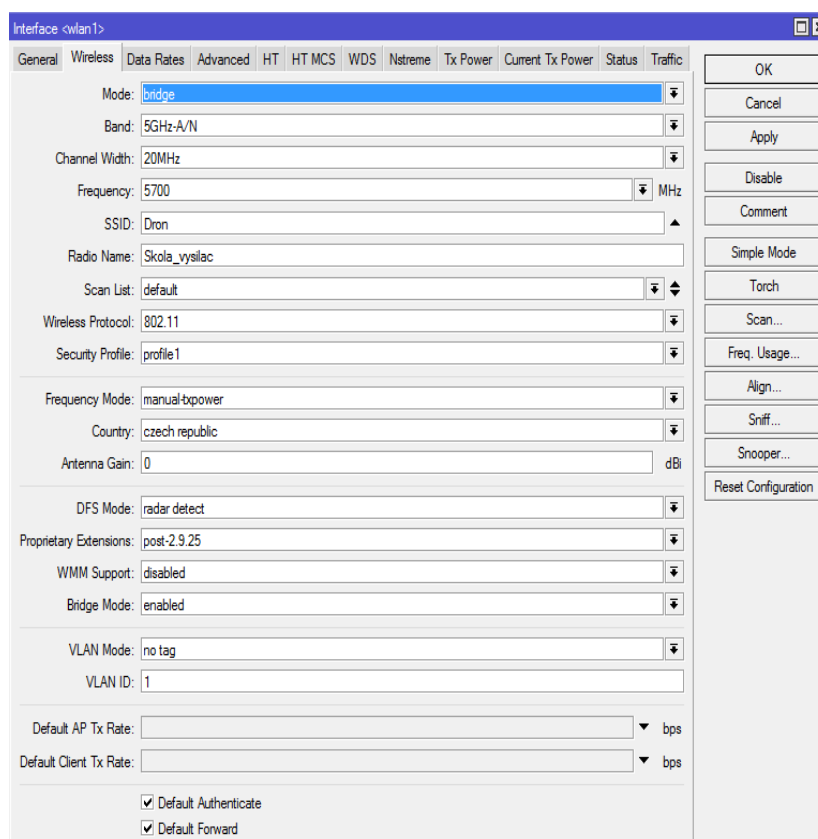 Interface <wlan1>
General Wireless Data Rates Advanced HT HT MCS WDS Nstreme Tx Power Current Tx Power Status Traffic
Mode: bridge
Band: 5GHz-A/N
Channel Width: 20MHz
Frequency: 5700 MHz
SSID: Dron
Radio Name: Skola_vysilac
Scan List: default
Wireless Protocol: 802.11
Security Profile: profile1
Frequency Mode: manual-txpower
Country: czech republic
Antenna Gain: 0 dBi
DFS Mode: radar detect
Proprietary Extensions: post-2.9.25
WMM Support: disabled
Bridge Mode: enabled
VLAN Mode: no tag
VLAN ID: 1
Default AP Tx Rate: bps
Default Client Tx Rate: bps
Default Authenticate
Default Forward
OK
Cancel
Apply
Disable
Comment
Simple Mode
Torch
Scan...
Freq. Usage...
Align...
Sniff...
Snooper...
Reset Configuration